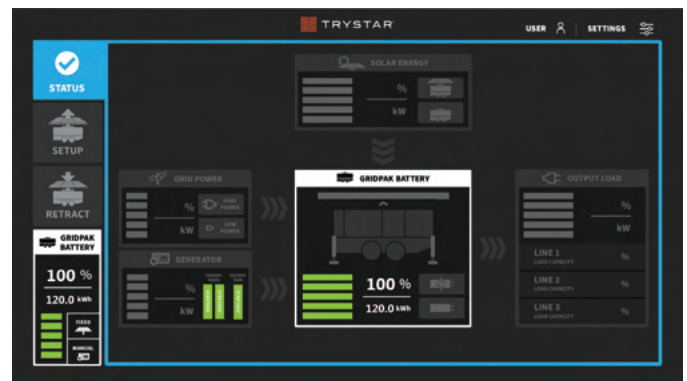 TRYSTAR
USER
SETTINGS
STATUS
SETUP
RETRACT
GRIDPAK
BATTERY
100 %
120.0 kWh
FIXED
MANUAL
SOLAR ENERGY
%
kW
GRID POWER
%
kW
HIGH
POWER
LOW
POWER
GENERATOR
%
kW
GRIDPAK BATTERY
100 %
120.0 kWh
OUTPUT LOAD
%
kW
LINE 1
LOAD CAPACITY
%
LINE 2
LOAD CAPACITY
%
LINE 3
LOAD CAPACITY
%